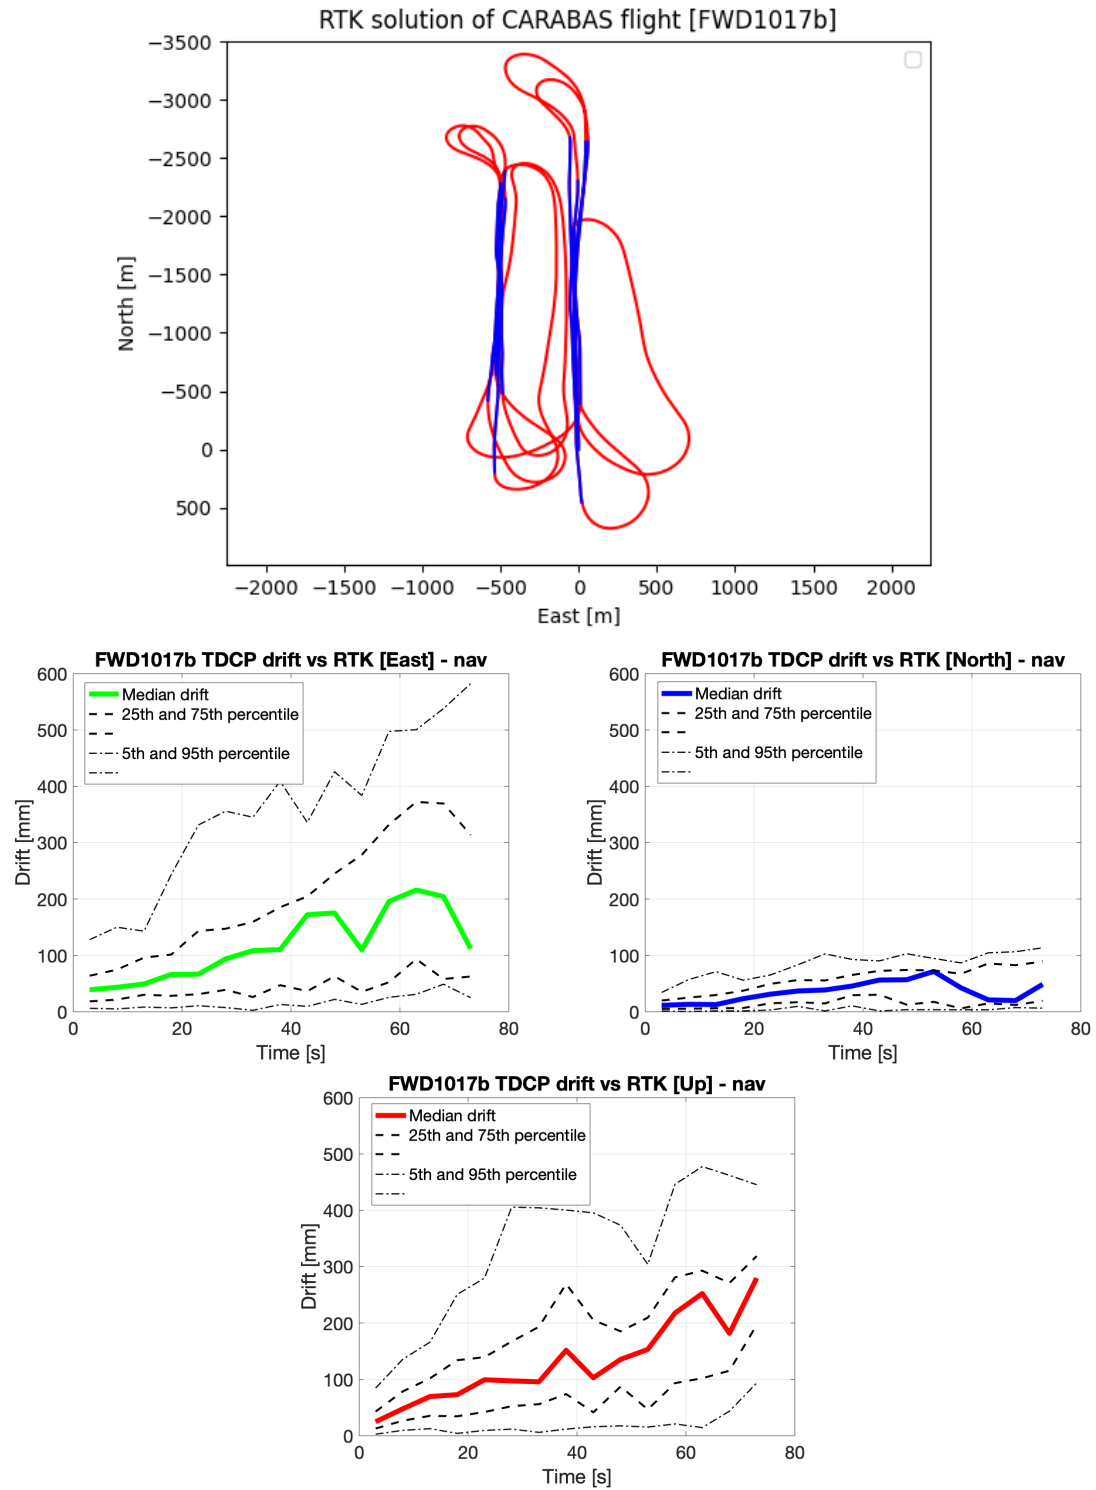 RTK solution of CARABAS flight [FWD1017b]
−3500
−3000
−2500
−2000
−1500
−1000
−500
0
500
North [m]
−2000 −1500 −1000 −500 0 500 1000 1500 2000
East [m]
FWD1017b TDCP drift vs RTK [East] - nav
600
500
400
300
200
100
0
Drift [mm]
Median drift
25th and 75th percentile
5th and 95th percentile
0 20 40 60 80
Time [s]
FWD1017b TDCP drift vs RTK [North] - nav
600
500
400
300
200
100
0
Drift [mm]
Median drift
25th and 75th percentile
5th and 95th percentile
0 20 40 60 80
Time [s]
FWD1017b TDCP drift vs RTK [Up] - nav
600
500
400
300
200
100
0
Drift [mm]
Median drift
25th and 75th percentile
5th and 95th percentile
0 20 40 60 80
Time [s]